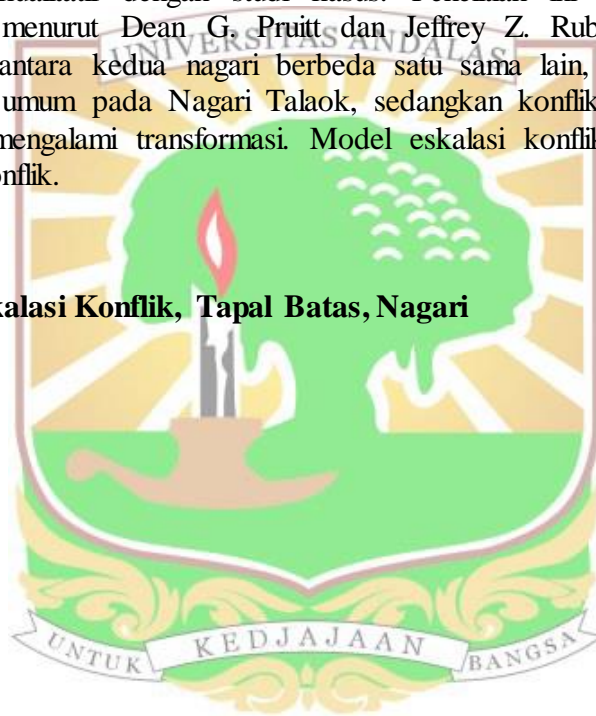 menurut Dean G. Pruitt dan Jeffrey Z. Rub
UNIVERSITAS ANDALAS
antara kedua nagari berbeda satu sama lain,
umum pada Nagari Talaok, sedangkan konflik
mengalami transformasi. Model eskalasi konflik
onflik.
kalasi Konflik, Tapal Batas, Nagari
UNTUK KEDJAJAAN BANGSA